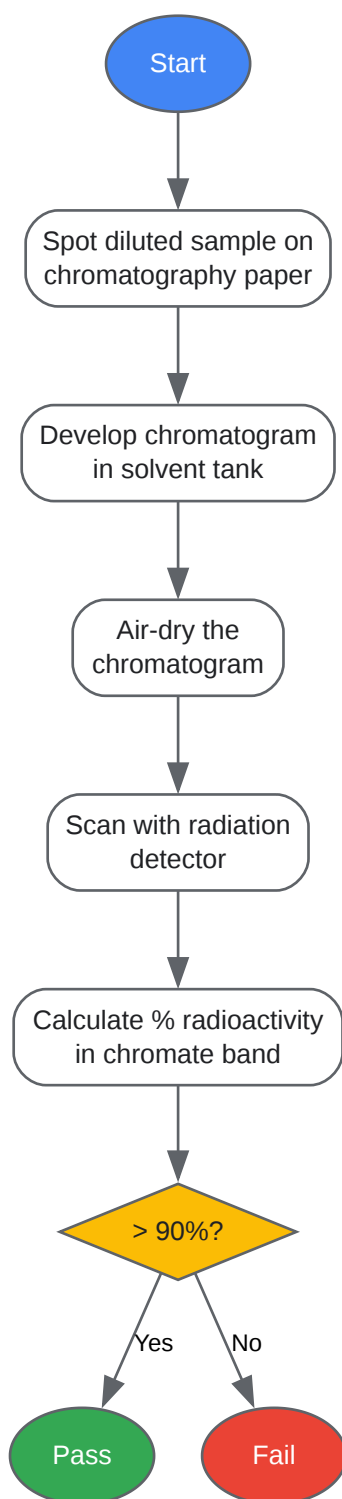 Start
Spot diluted sample on
chromatography paper
Develop chromatogram
in solvent tank
Air-dry the
chromatogram
Scan with radiation
detector
Calculate % radioactivity
in chromate band
> 90%?
Yes
No
Pass
Fail